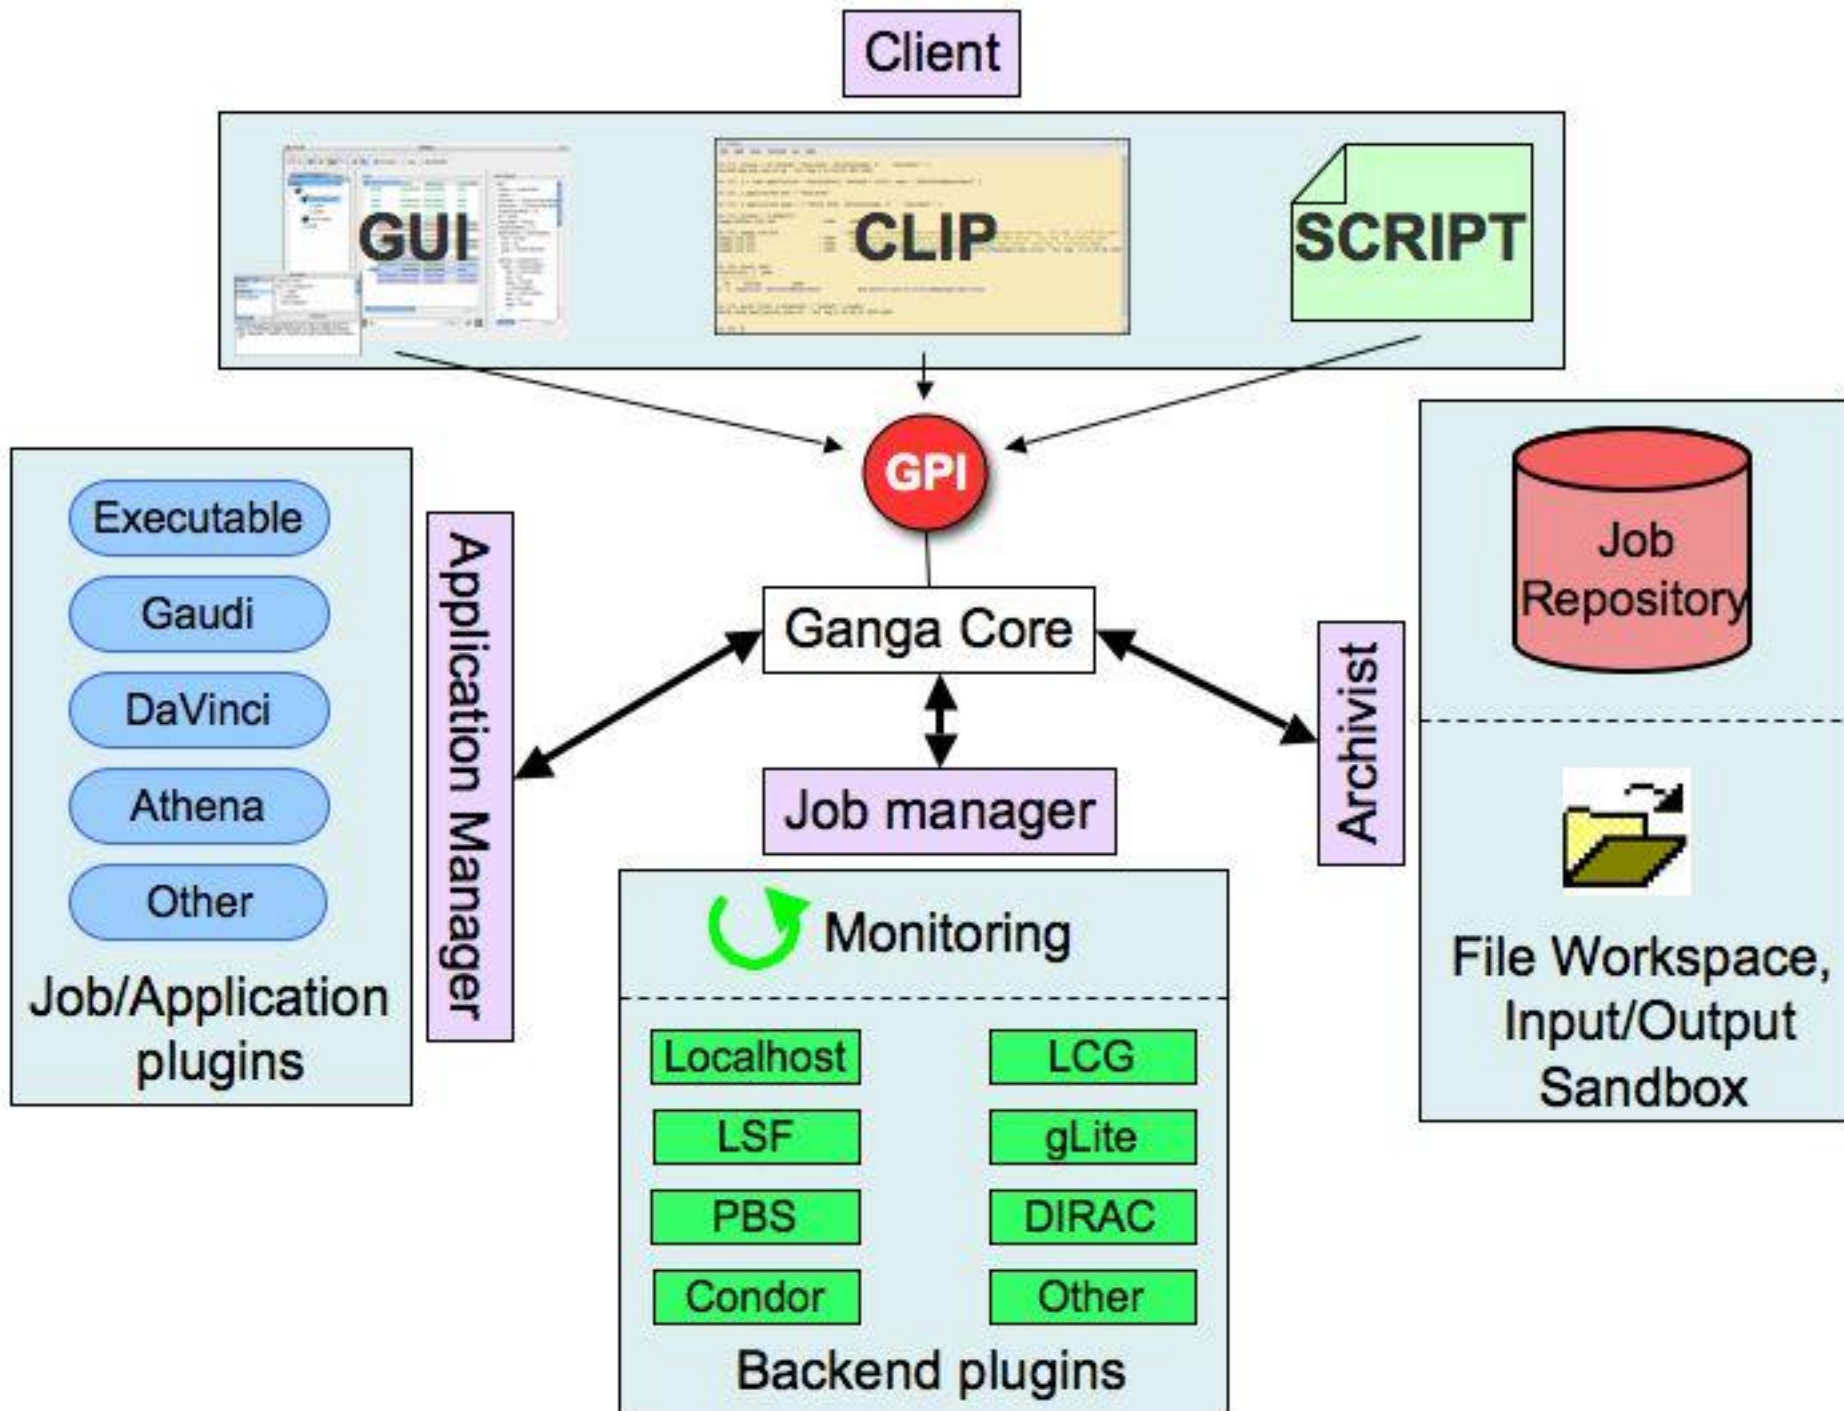 Client
GUI
CLIP
SCRIPT
GPI
Executable
Gaudi
DaVinci
Athena
Other
Job/Application
plugins
Application Manager
Ganga Core
Job manager
Monitoring
Localhost
LCG
LSF
gLite
PBS
DIRAC
Condor
Other
Backend plugins
Archivist
Job
Repository
File Workspace,
Input/Output
Sandbox